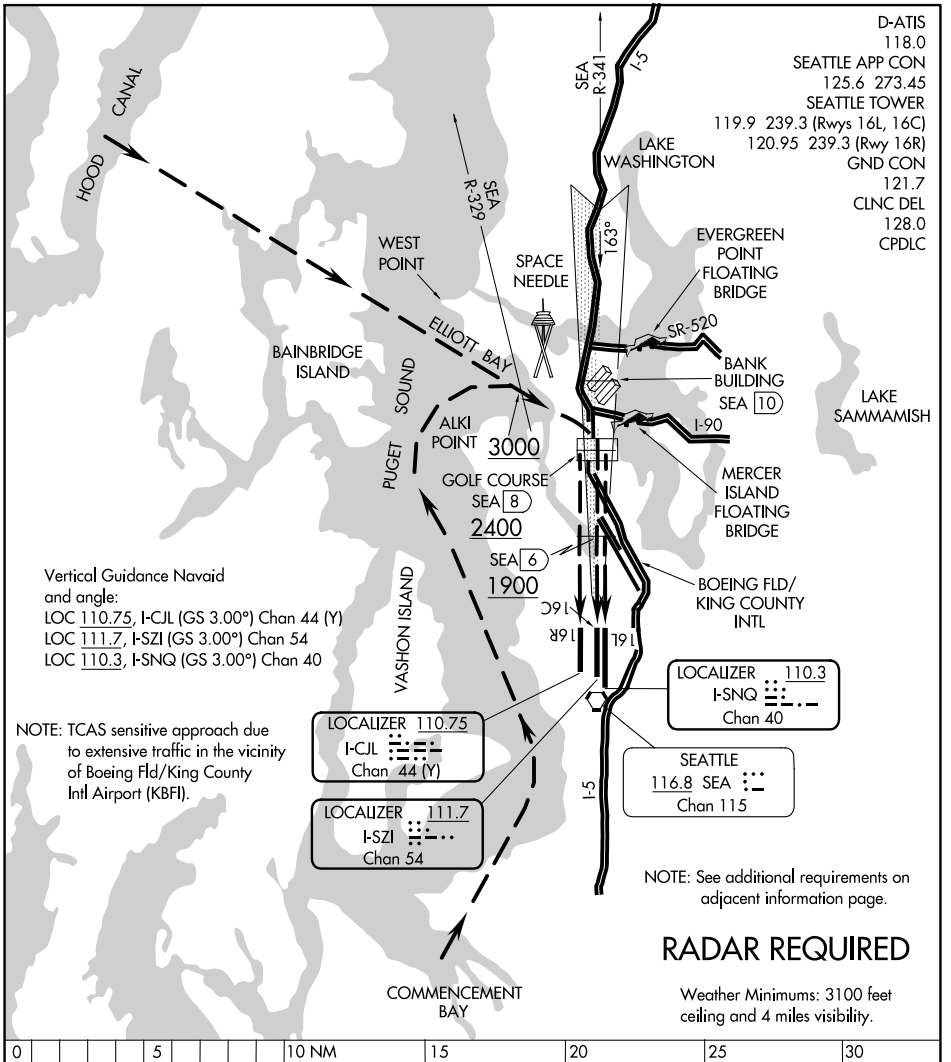 D-ATIS
118.0
SEATTLE APP CON
125.6 273.45
SEATTLE TOWER
119.9 239.3 (Rwys 16L, 16C)
120.95 239.3 (Rwy 16R)
GND CON
121.7
CLNC DEL
128.0
CPDLC
HOOD CANAL
SEA
R-341
I-5
LAKE
WASHINGTON
SEA
R-329
163°
WEST
POINT
SPACE
NEEDLE
EVERGREEN
POINT
FLOATING
BRIDGE
SR-520
ELLIOTT BAY
BAINBRIDGE
ISLAND
BANK
BUILDING
SEA 10
LAKE
SAMMAMISH
PUGET SOUND
ALKI
POINT
3000
I-90
GOLF COURSE
SEA 8
2400
MERCER
ISLAND
FLOATING
BRIDGE
SEA 6
1900
BOEING FLD/
KING COUNTY
INTL
Vertical Guidance Navaid
and angle:
LOC 110.75, I-CJL (GS 3.00°) Chan 44 (Y)
LOC 111.7, I-SZI (GS 3.00°) Chan 54
LOC 110.3, I-SNQ (GS 3.00°) Chan 40
VASHON ISLAND
16R
16C
16L
NOTE: TCAS sensitive approach due
to extensive traffic in the vicinity
of Boeing Fld/King County
Intl Airport (KBFI).
LOCALIZER 110.75
I-CJL
Chan 44 (Y)
LOCALIZER 110.3
I-SNQ
Chan 40
SEATTLE
116.8 SEA
Chan 115
LOCALIZER 111.7
I-SZI
Chan 54
I-5
NOTE: See additional requirements on
adjacent information page.
RADAR REQUIRED
COMMENCEMENT
BAY
Weather Minimums: 3100 feet
ceiling and 4 miles visibility.
0 5 10 NM 15 20 25 30